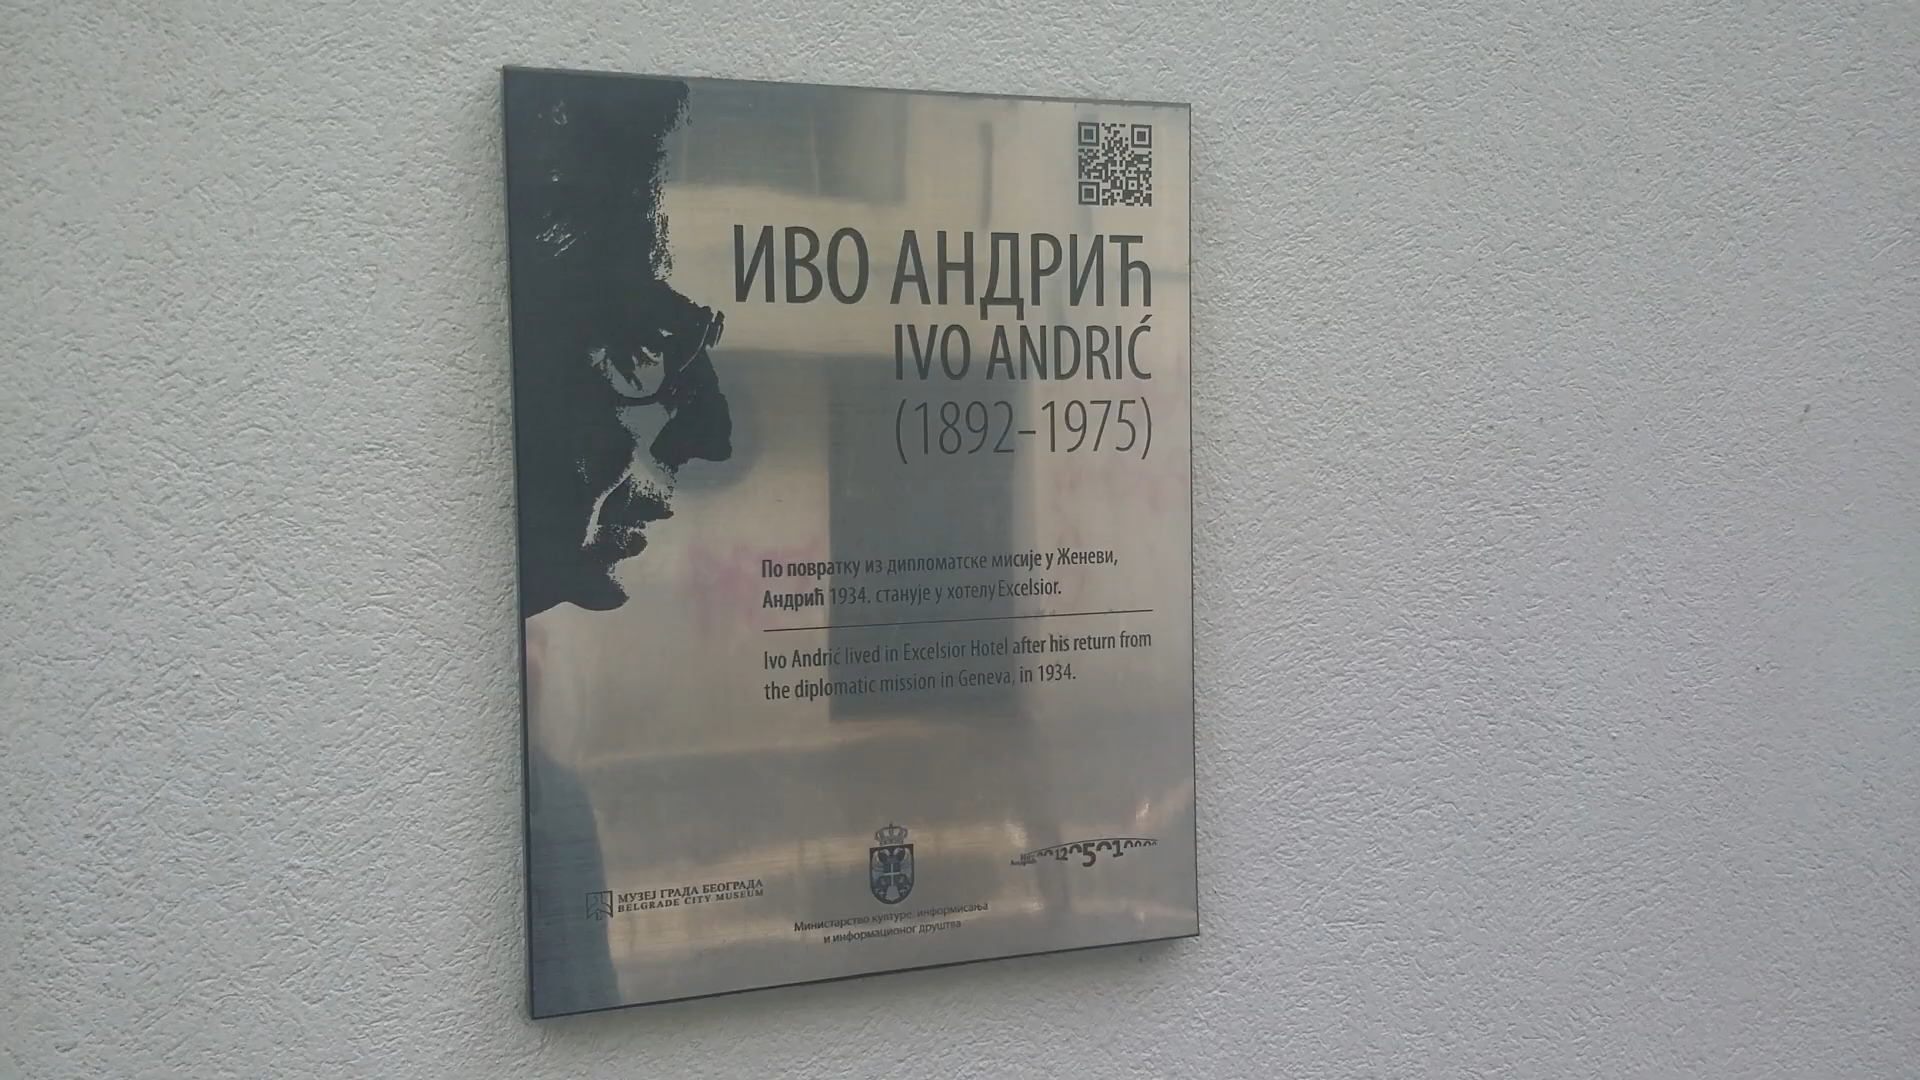 ИВО АНДРИЋ
IVO ANDRIĆ
(1892–1975)
По повратку из дипломатске мисије у Женеви,
Андрић 1934. станује у хотелу Excelsior.
Ivo Andrić lived in Excelsior Hotel after his return from
the diplomatic mission in Geneva, in 1934.
МУЗЕЈ ГРАДА БЕОГРАДА
BELGRADE CITY MUSEUM
Министарство културе, информисања
и информационог друштва